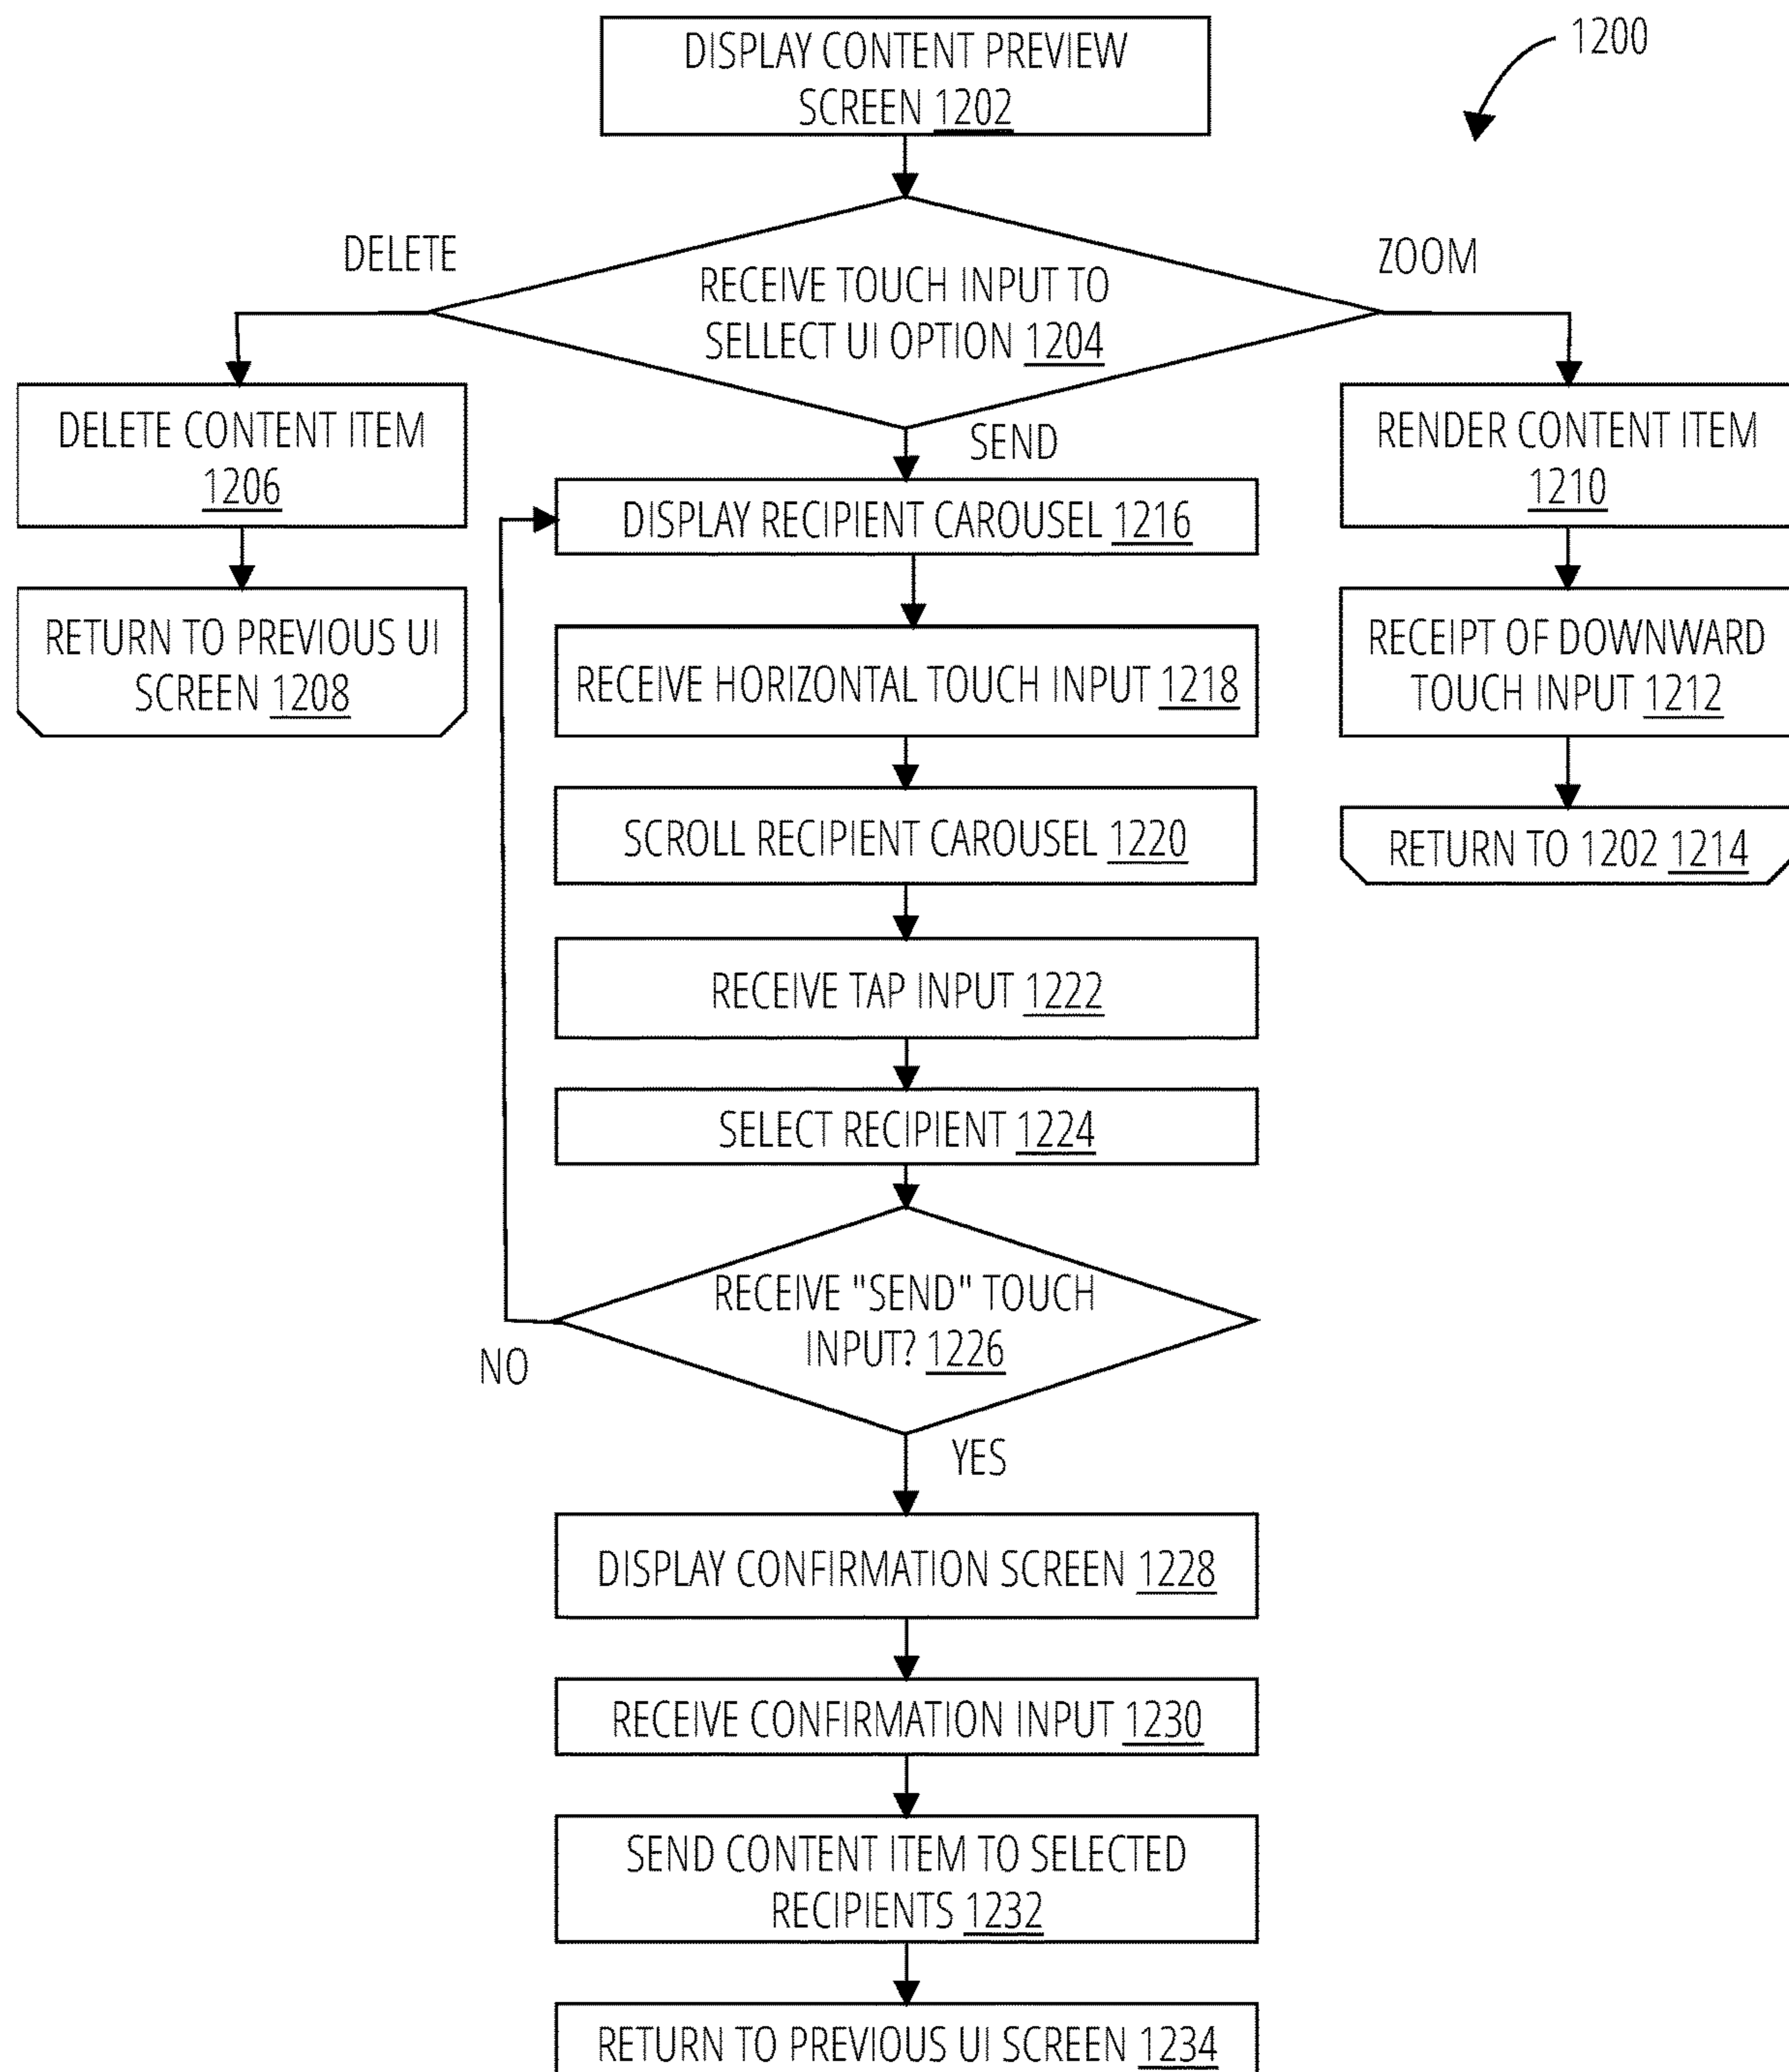 1200
DISPLAY CONTENT PREVIEW
SCREEN 1202
DELETE
ZOOM
RECEIVE TOUCH INPUT TO
SELLECT UI OPTION 1204
SEND
DELETE CONTENT ITEM
1206
RETURN TO PREVIOUS UI
SCREEN 1208
RENDER CONTENT ITEM
1210
RECEIPT OF DOWNWARD
TOUCH INPUT 1212
RETURN TO 1202 1214
DISPLAY RECIPIENT CAROUSEL 1216
RECEIVE HORIZONTAL TOUCH INPUT 1218
SCROLL RECIPIENT CAROUSEL 1220
RECEIVE TAP INPUT 1222
SELECT RECIPIENT 1224
RECEIVE "SEND" TOUCH
INPUT? 1226
NO
YES
DISPLAY CONFIRMATION SCREEN 1228
RECEIVE CONFIRMATION INPUT 1230
SEND CONTENT ITEM TO SELECTED
RECIPIENTS 1232
RETURN TO PREVIOUS UI SCREEN 1234